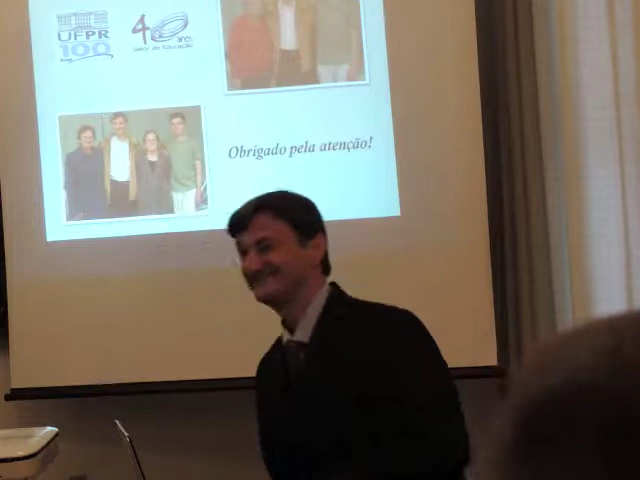 UFPR
100
40
anos
Setor de Educação
Obrigado pela atenção!